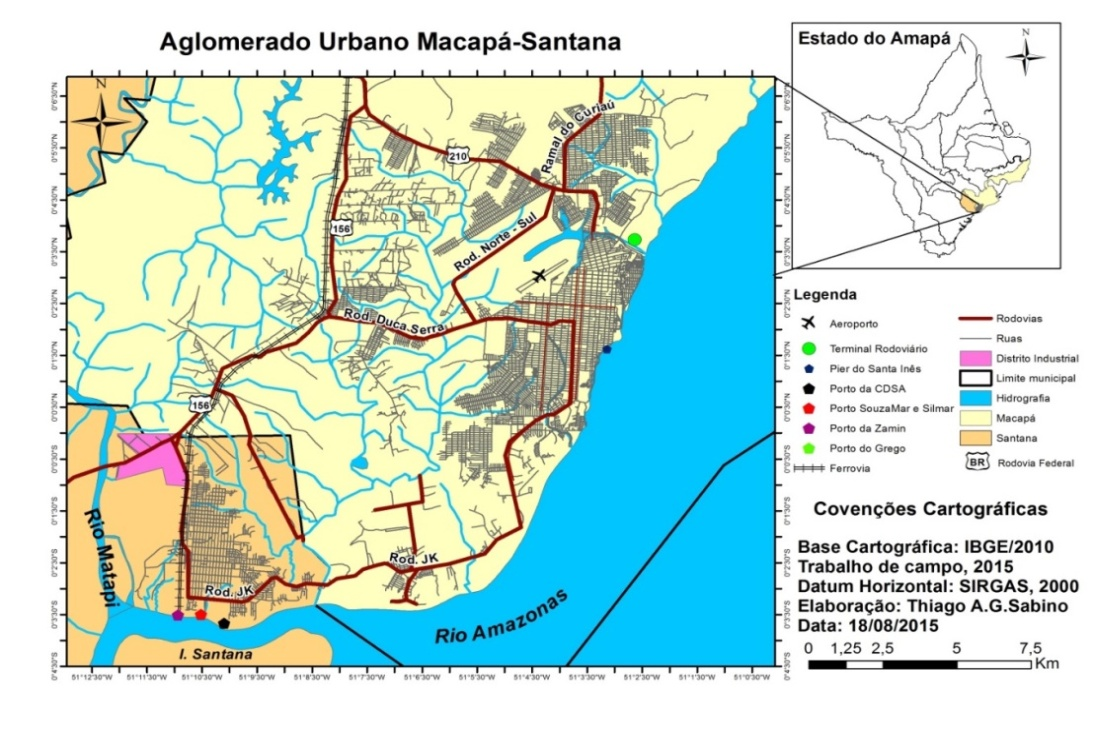 Aglomerado Urbano Macapá-Santana
N
210
Ramal do Curiaú
156
Rod. Norte - Sul
Rod. Duca Serra
156
Rio Matapi
Rod. JK
Rod. JK
Rio Amazonas
I. Santana
51°12'30"W 51°11'30"W 51°10'30"W 51°9'30"W 51°8'30"W 51°7'30"W 51°6'30"W 51°5'30"W 51°4'30"W 51°3'30"W 51°2'30"W 51°1'30"W 51°0'30"W
Estado do Amapá
N
Legenda
Aeroporto
Terminal Rodoviário
Pier do Santa Inês
Porto da CDSA
Porto SouzaMar e Silmar
Porto da Zamin
Porto do Grego
Ferrovia
Rodovias
Ruas
Distrito Industrial
Limite municipal
Hidrografia
Macapá
Santana
BR Rodovia Federal
Covenções Cartográficas
Base Cartográfica: IBGE/2010
Trabalho de campo, 2015
Datum Horizontal: SIRGAS, 2000
Elaboração: Thiago A.G.Sabino
Data: 18/08/2015
0 1,25 2,5 5 7,5
Km